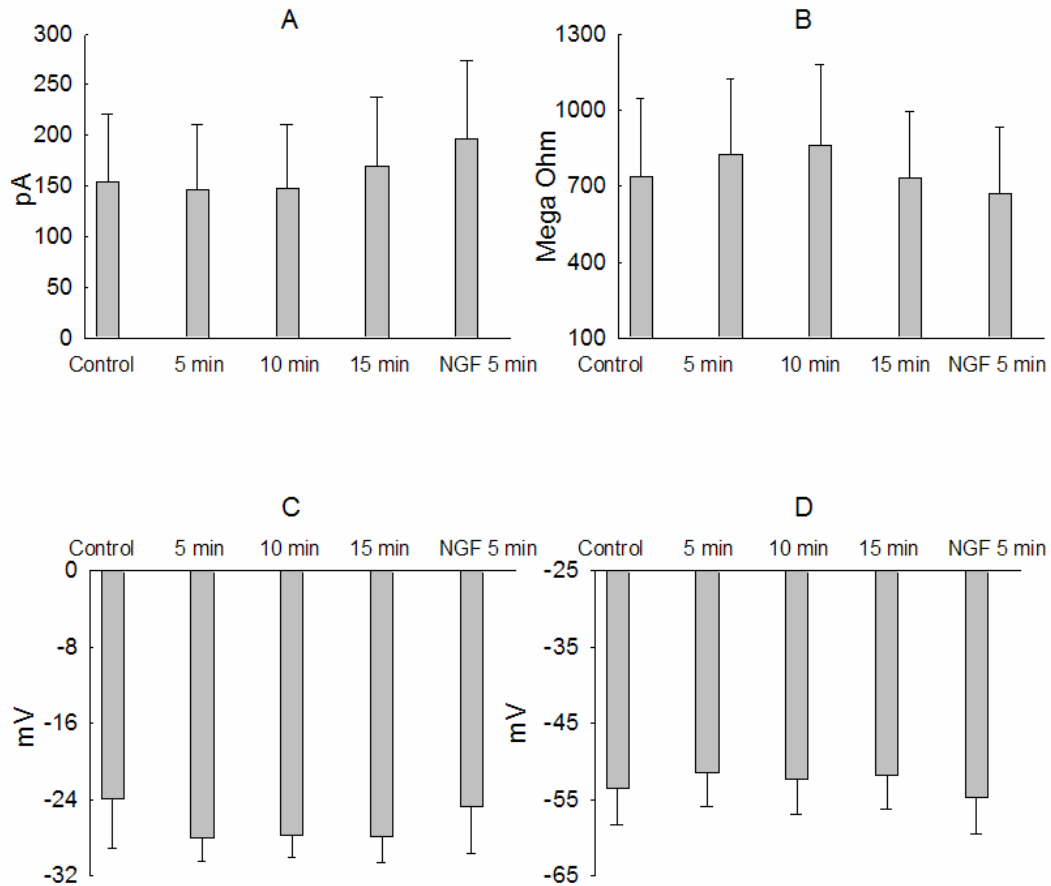 A
300
250
200
150
100
50
0
pA
Control 5 min 10 min 15 min NGF 5 min
B
1300
1000
700
400
100
Mega Ohm
Control 5 min 10 min 15 min NGF 5 min
C
Control 5 min 10 min 15 min NGF 5 min
0
-8
-16
-24
-32
mV
D
Control 5 min 10 min 15 min NGF 5 min
-25
-35
-45
-55
-65
mV